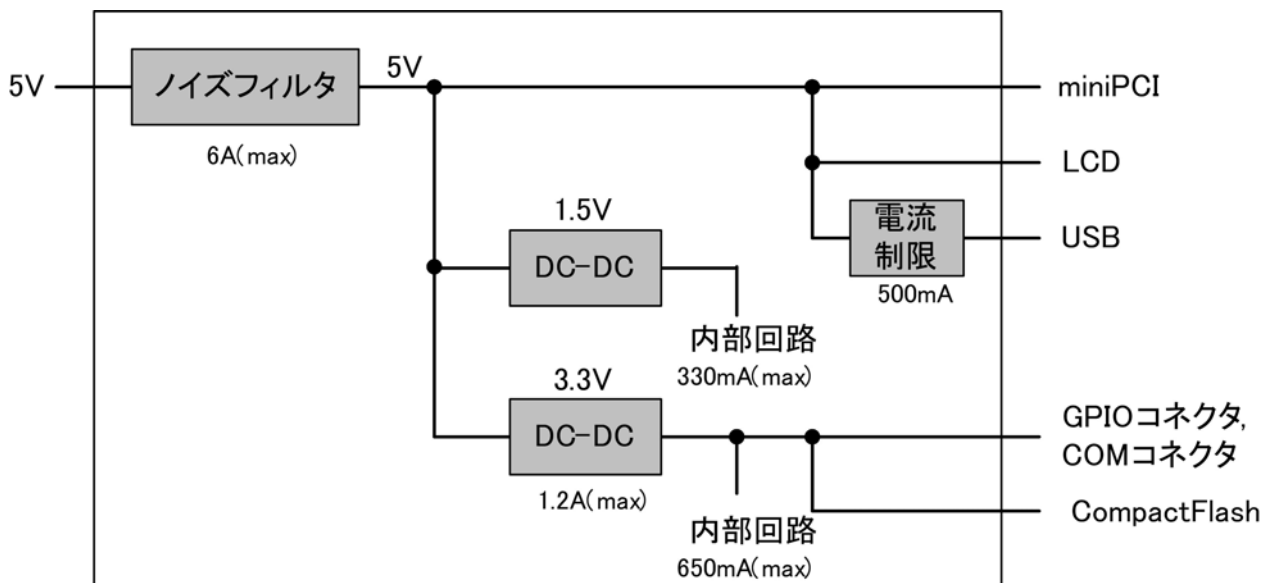 5V
ノイズフィルタ
6A(max)
5V
miniPCI
LCD
電流
制限
500mA
USB
1.5V
DC-DC
内部回路
330mA(max)
3.3V
DC-DC
1.2A(max)
内部回路
650mA(max)
GPIOコネクタ,
COMコネクタ
CompactFlash